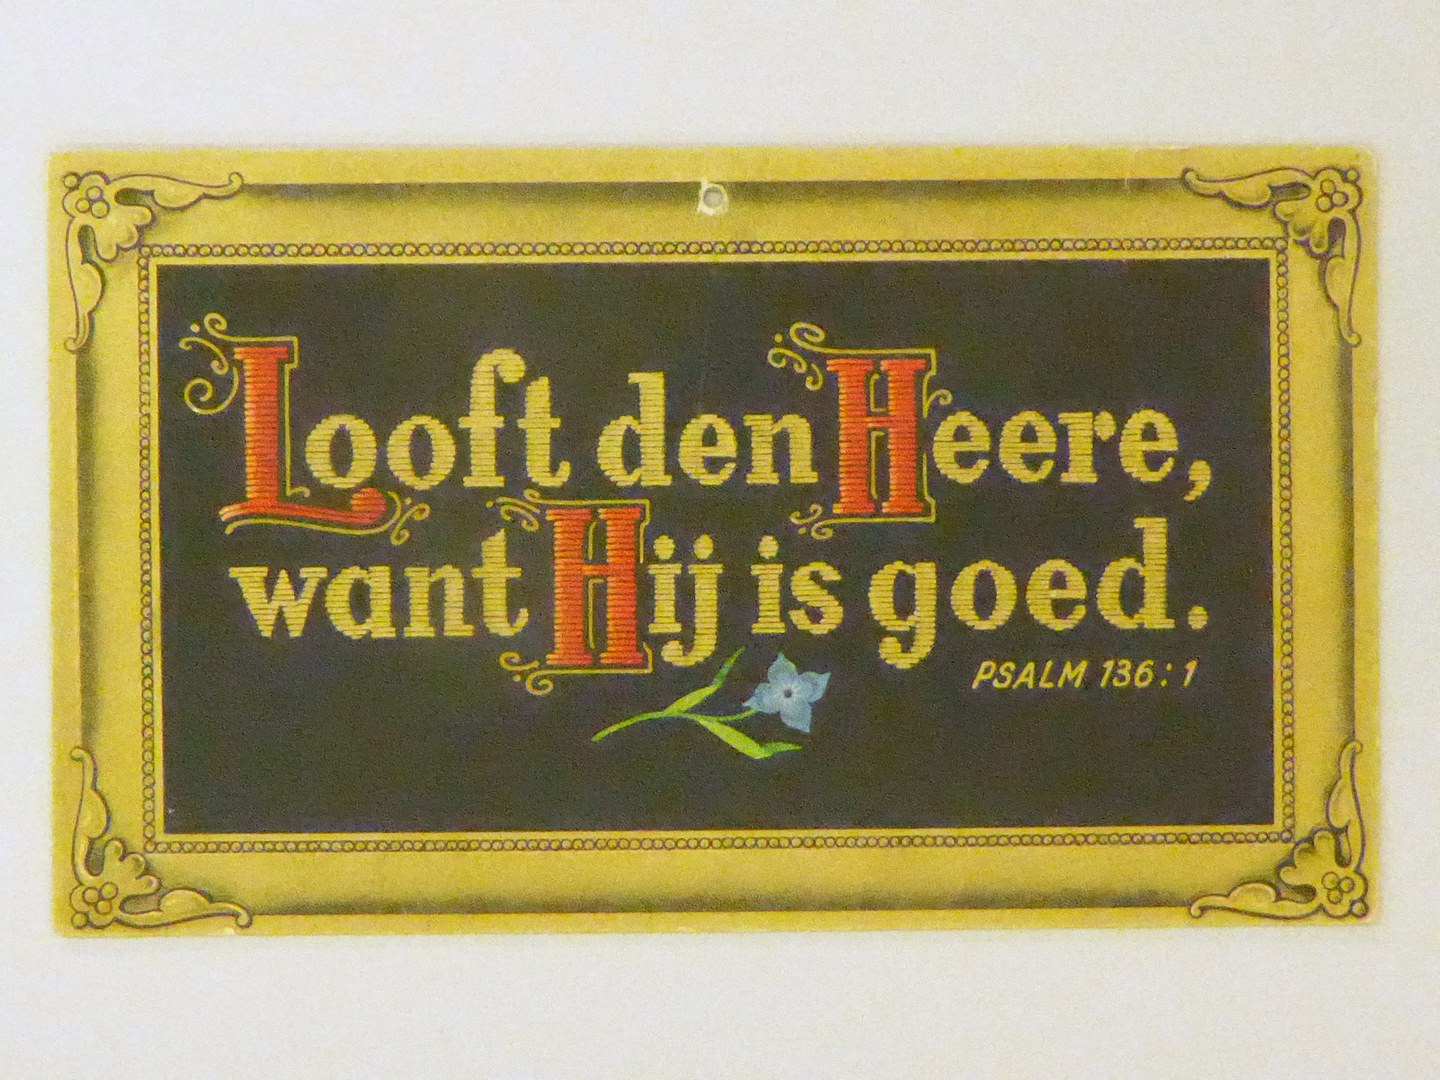 Looft den Heere,
want Hij is goed.
PSALM 136:1